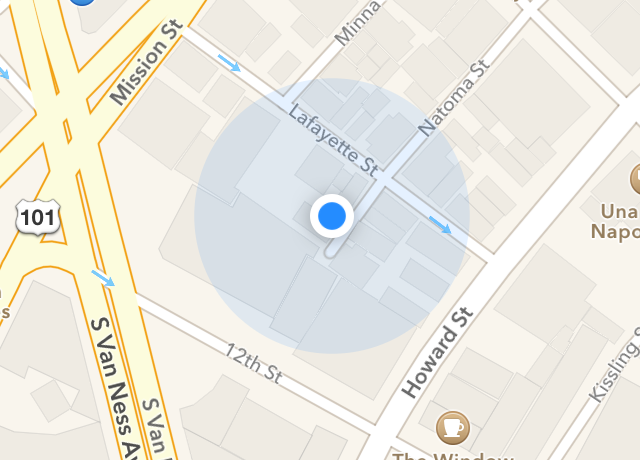 Mission St
Minna
Natoma St
Lafayette St
101
Una
Napo
S Van Ness Av
S Van
12th St
Howard St
Kissling S
The Window